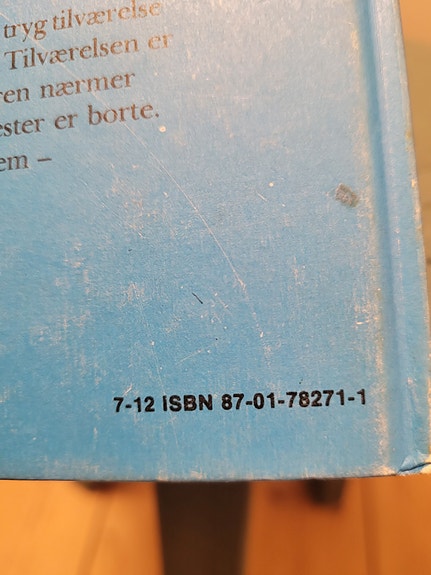 tryg tilværelse
Tilværelsen er
ren nærmer
ester er borte.
em –
7-12 ISBN 87-01-78271-1